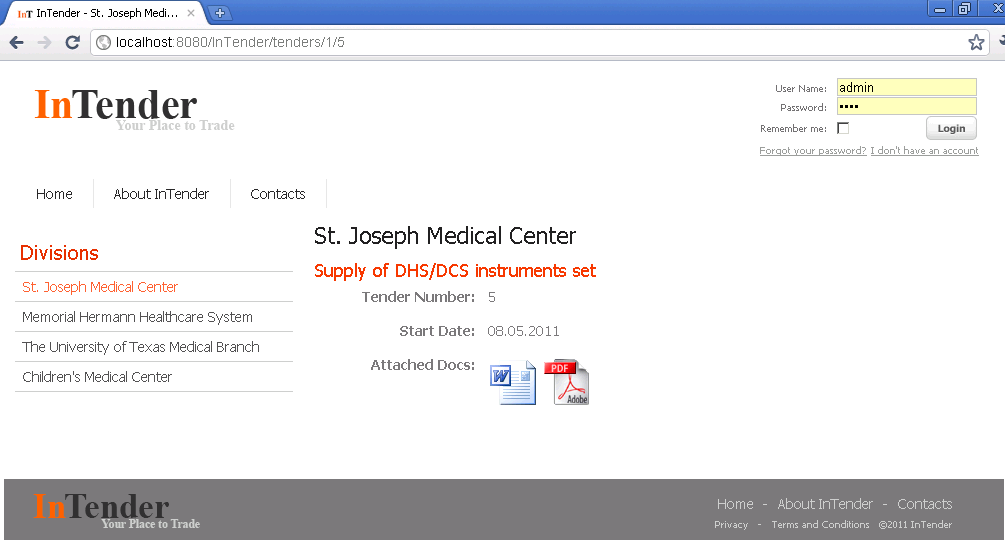 InT InTender - St. Joseph Medi...
localhost:8080/InTender/tenders/1/5
InTender
Your Place to Trade
User Name: admin
Password: ••••
Remember me:
Login
Forgot your password? I don't have an account
Home About InTender Contacts
Divisions
St. Joseph Medical Center
Memorial Hermann Healthcare System
The University of Texas Medical Branch
Children's Medical Center
St. Joseph Medical Center
Supply of DHS/DCS instruments set
Tender Number: 5
Start Date: 08.05.2011
Attached Docs:
W
PDF
Adobe
InTender
Your Place to Trade
Home - About InTender - Contacts
Privacy - Terms and Conditions ©2011 InTender